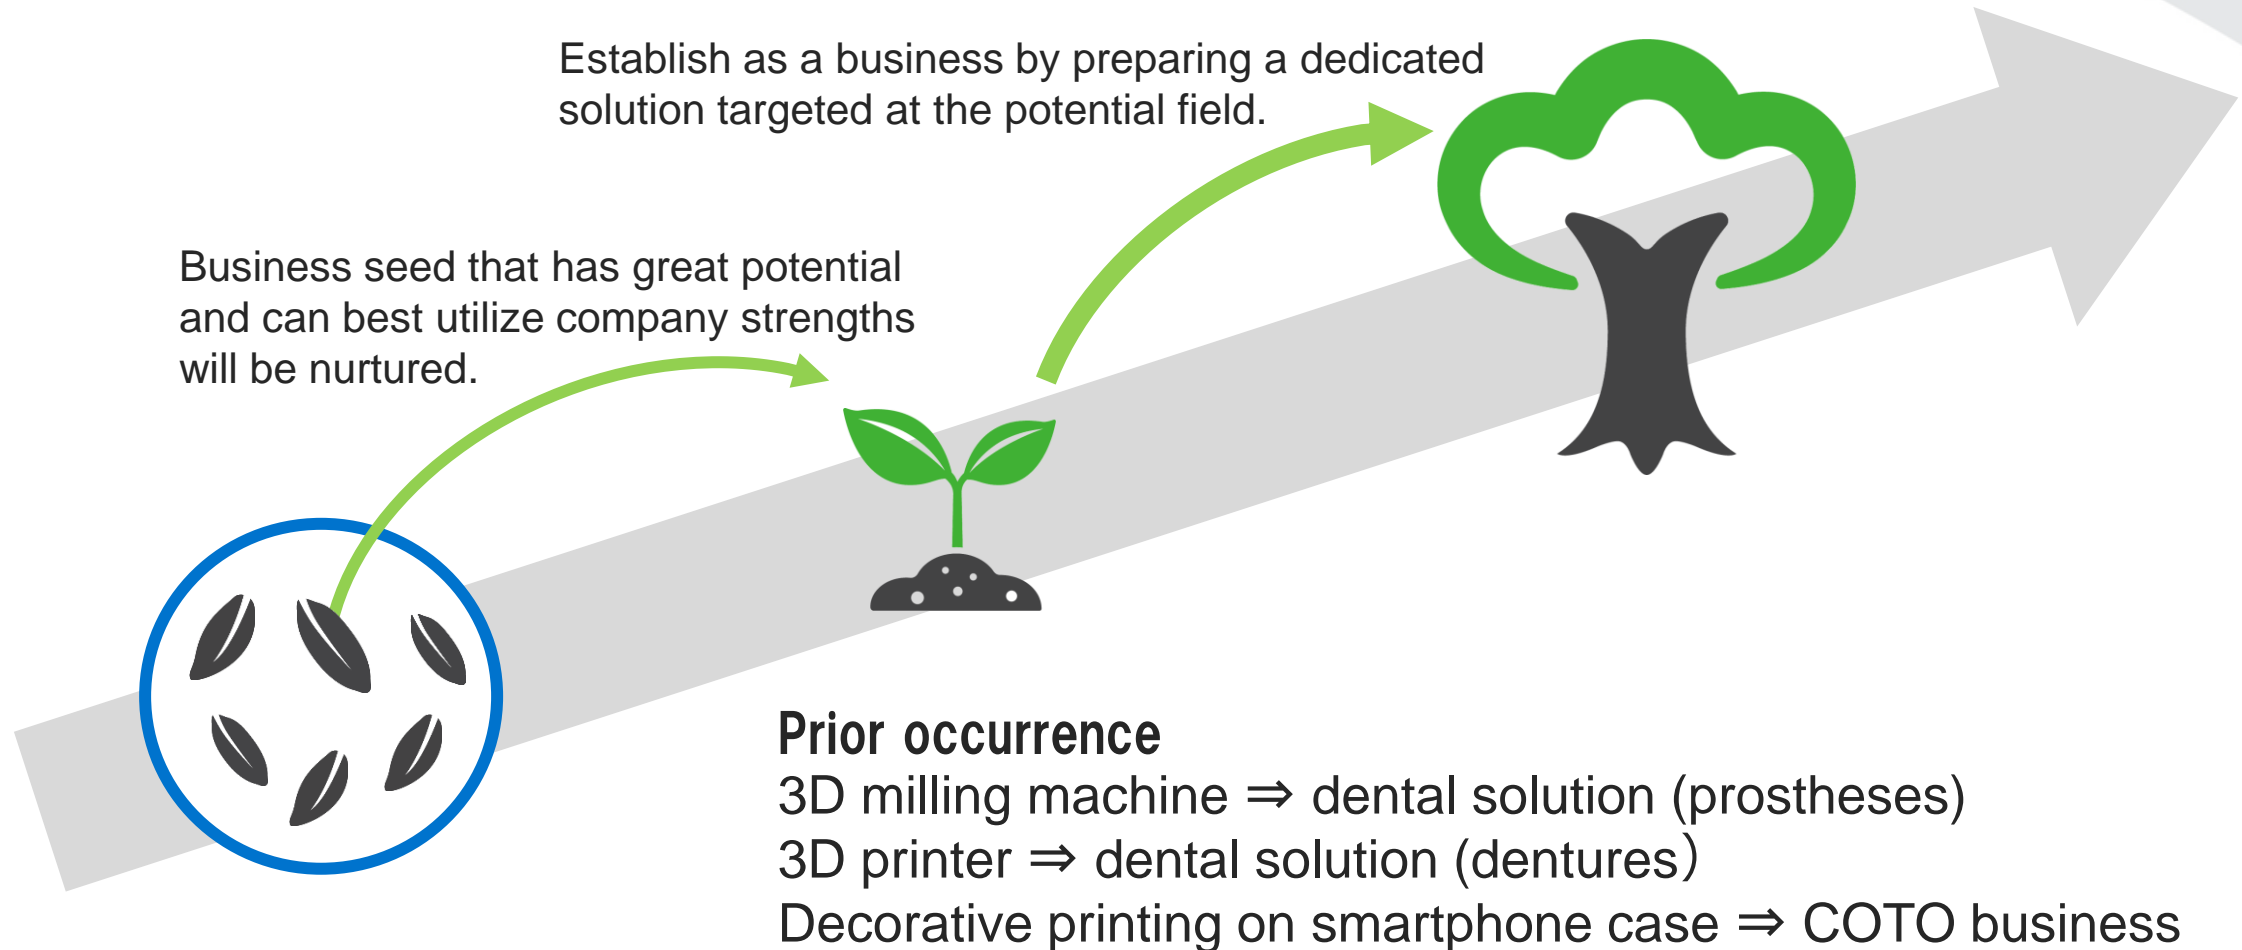 Establish as a business by preparing a dedicated
solution targeted at the potential field.
Business seed that has great potential
and can best utilize company strengths
will be nurtured.
Prior occurrence
3D milling machine ⇒ dental solution (prostheses)
3D printer ⇒ dental solution (dentures）
Decorative printing on smartphone case ⇒ COTO business